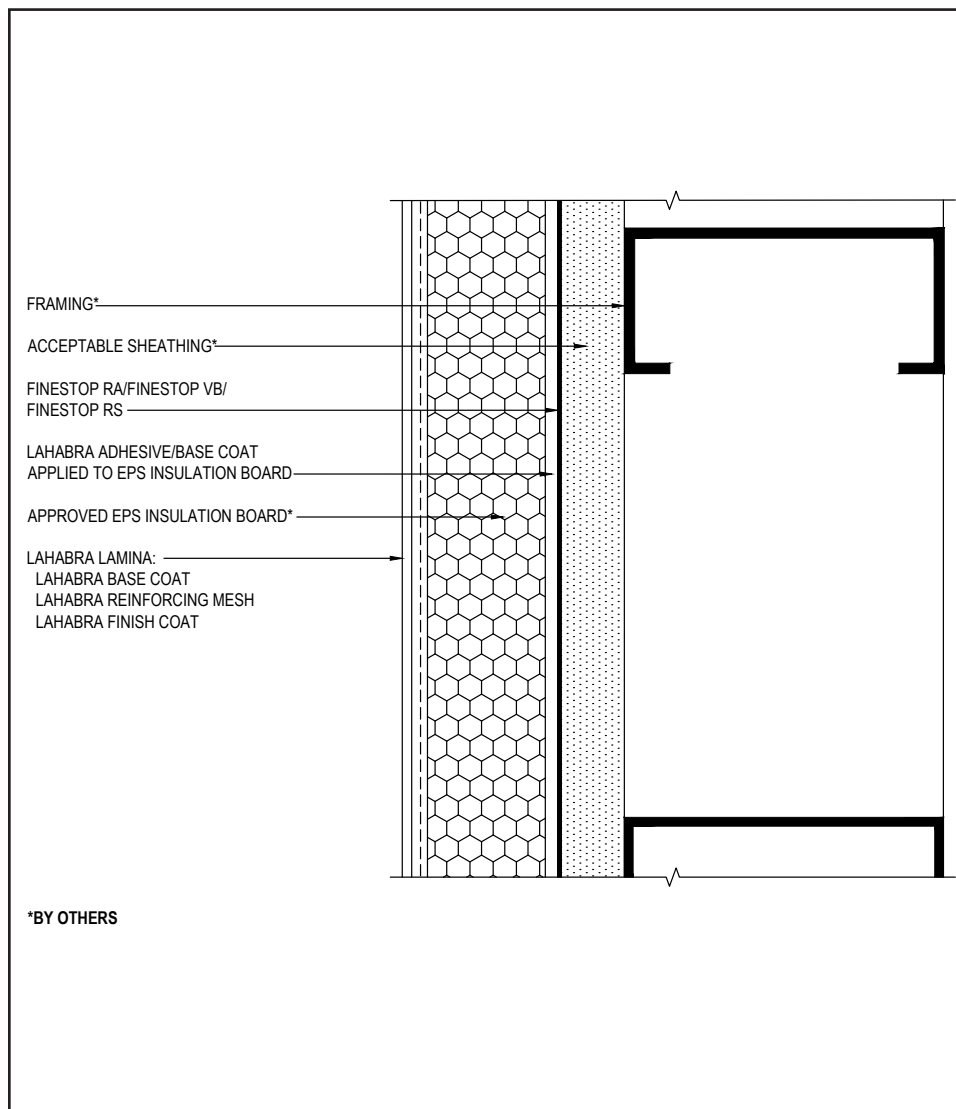 FRAMING*
ACCEPTABLE SHEATHING*
FINESTOP RA/FINESTOP VB/
FINESTOP RS
LAHABRA ADHESIVE/BASE COAT
APPLIED TO EPS INSULATION BOARD
APPROVED EPS INSULATION BOARD*
LAHABRA LAMINA:
LAHABRA BASE COAT
LAHABRA REINFORCING MESH
LAHABRA FINISH COAT
*BY OTHERS